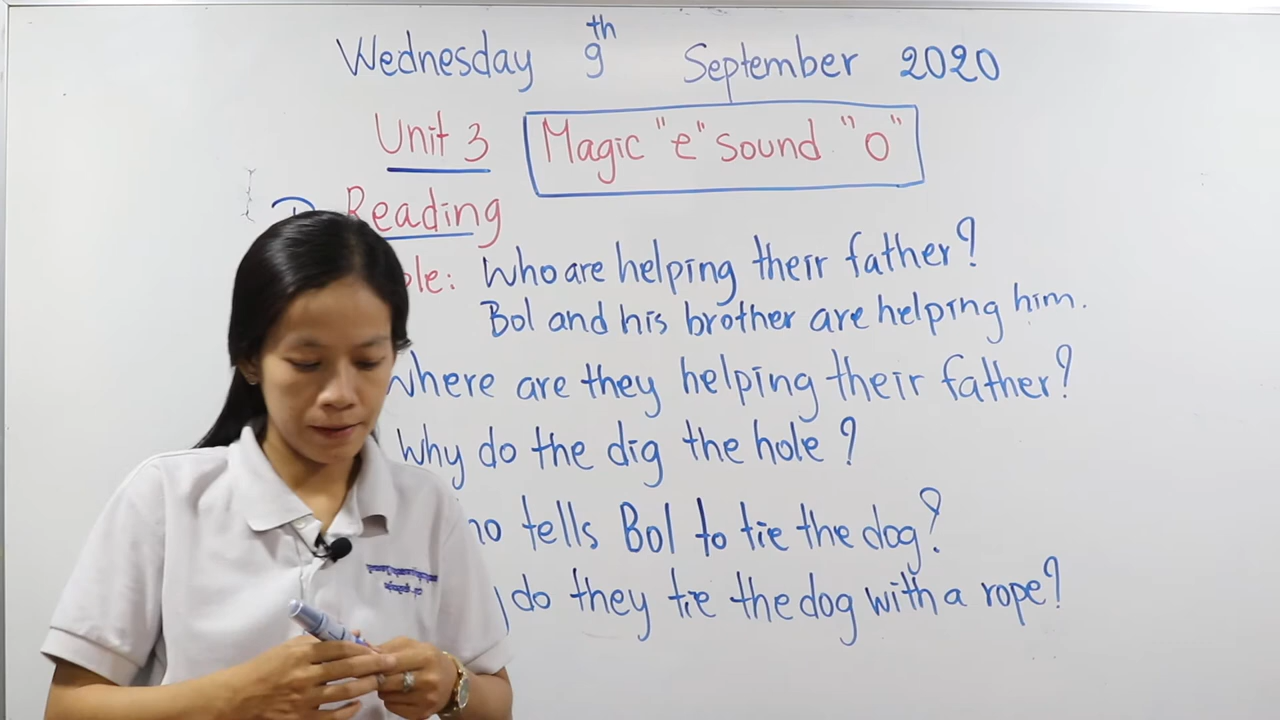 Wednesday 9th September 2020
Unit 3 Magic "e" sound "o"
Reading
Who are helping their father?
Bol and his brother are helping him.
Where are they helping their father?
Why do the dig the hole?
tells Bol to tie the dog?
do they tie the dog with a rope?